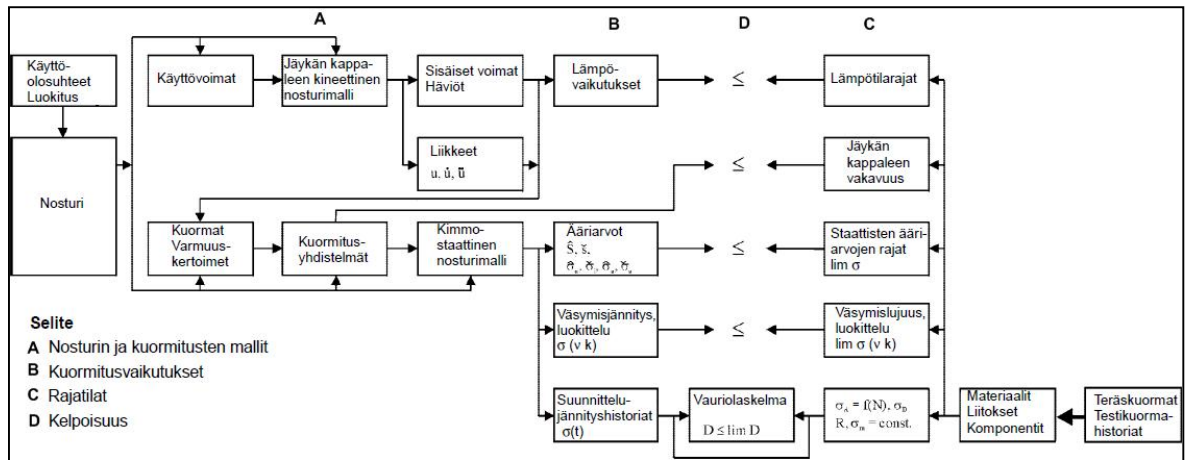 A
B
D
C
Käyttö-
olosuhteet
Luokitus
Käyttövoimat
Jäykän kappa-
leen kineettinen
nosturimalli
Sisäiset voimat
Häviöt
Lämpö-
vaikutukset
≤
Lämpötilarajat
Nosturi
Liikkeet
u. u̇, ü
≤
Jäykän
kappaleen
vakavuus
Kuormat
Varmuus-
kertoimet
Kuormitus-
yhdistelmät
Kimmo-
staattinen
nosturimalli
Ääriarvot
≤
Staattisten ääri-
arvojen rajat
lim σ
Väsymisjännitys,
luokittelu
σ (v k)
≤
Väsymislujuus,
luokittelu
lim σ (v k)
Selite
A Nosturin ja kuormitusten mallit
B Kuormitusvaikutukset
C Rajatilat
D Kelpoisuus
Suunnittelu-
jännityshistoriat
σ(t)
Vauriolaskelma
D ≤ lim D
σA = f(N), σD
R, σm = const.
Materiaalit
Liitokset
Komponentit
Teräskuormat
Testikuorma-
historiat